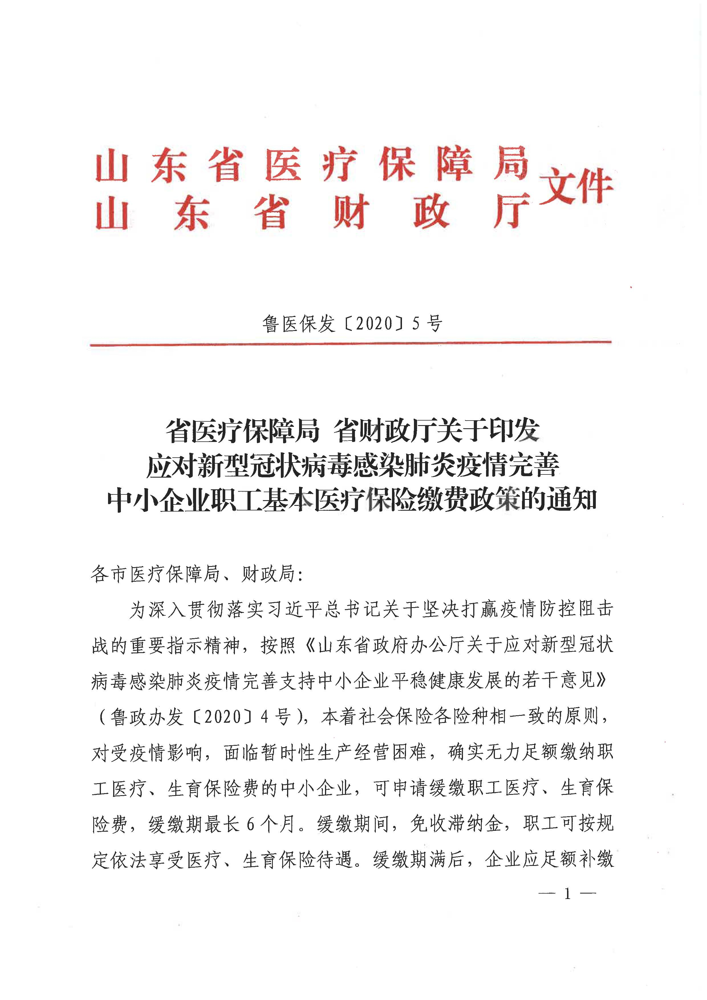 山东省医疗保障局
文件
山东省财政厅
鲁医保发〔2020〕5号
省医疗保障局 省财政厅关于印发
应对新型冠状病毒感染肺炎疫情完善
中小企业职工基本医疗保险缴费政策的通知
各市医疗保障局、财政局：
为深入贯彻落实习近平总书记关于坚决打赢疫情防控阻击
战的重要指示精神，按照《山东省政府办公厅关于应对新型冠状
病毒感染肺炎疫情完善支持中小企业平稳健康发展的若干意见》
（鲁政办发〔2020〕4号），本着社会保险各险种相一致的原则，
对受疫情影响，面临暂时性生产经营困难，确实无力足额缴纳职
工医疗、生育保险费的中小企业，可申请缓缴职工医疗、生育保
险费，缓缴期最长6个月。缓缴期间，免收滞纳金，职工可按规
定依法享受医疗、生育保险待遇。缓缴期满后，企业应足额补缴
— 1 —